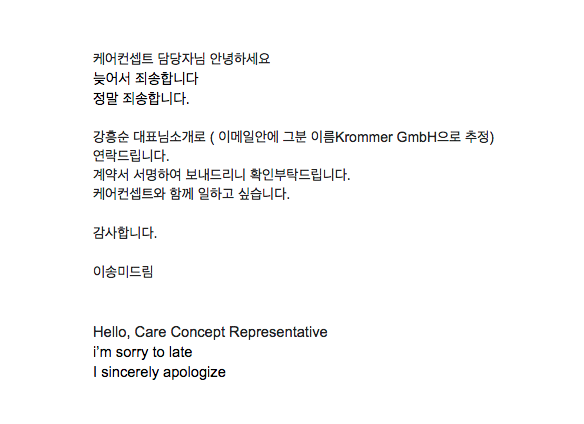 케어컨셉트 담당자님 안녕하세요
늦어서 죄송합니다
정말 죄송합니다.
강흥순 대표님소개로 ( 이메일안에 그분 이름Krommer GmbH으로 추정)
연락드립니다.
계약서 서명하여 보내드리니 확인부탁드립니다.
케어컨셉트와 함께 일하고 싶습니다.
감사합니다.
이송미드림
Hello, Care Concept Representative
i’m sorry to late
I sincerely apologize